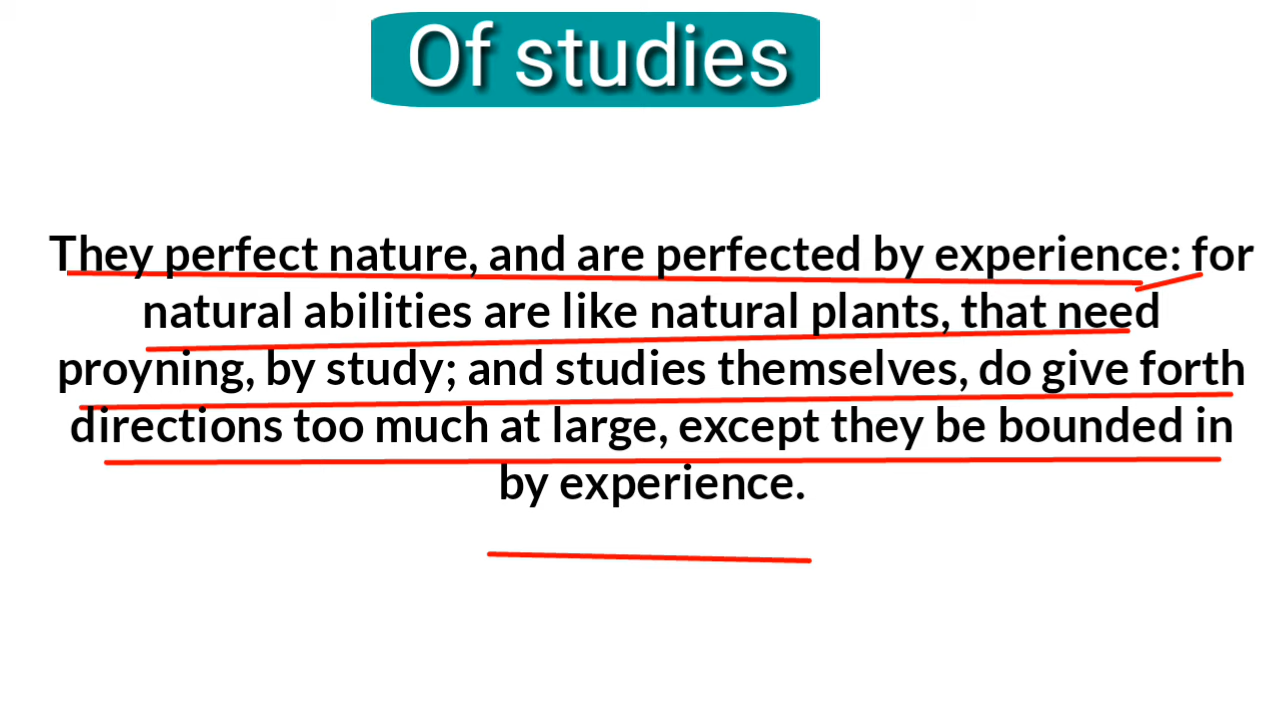 Of studies
They perfect nature, and are perfected by experience: for
natural abilities are like natural plants, that need
proyning, by study; and studies themselves, do give forth
directions too much at large, except they be bounded in
by experience.